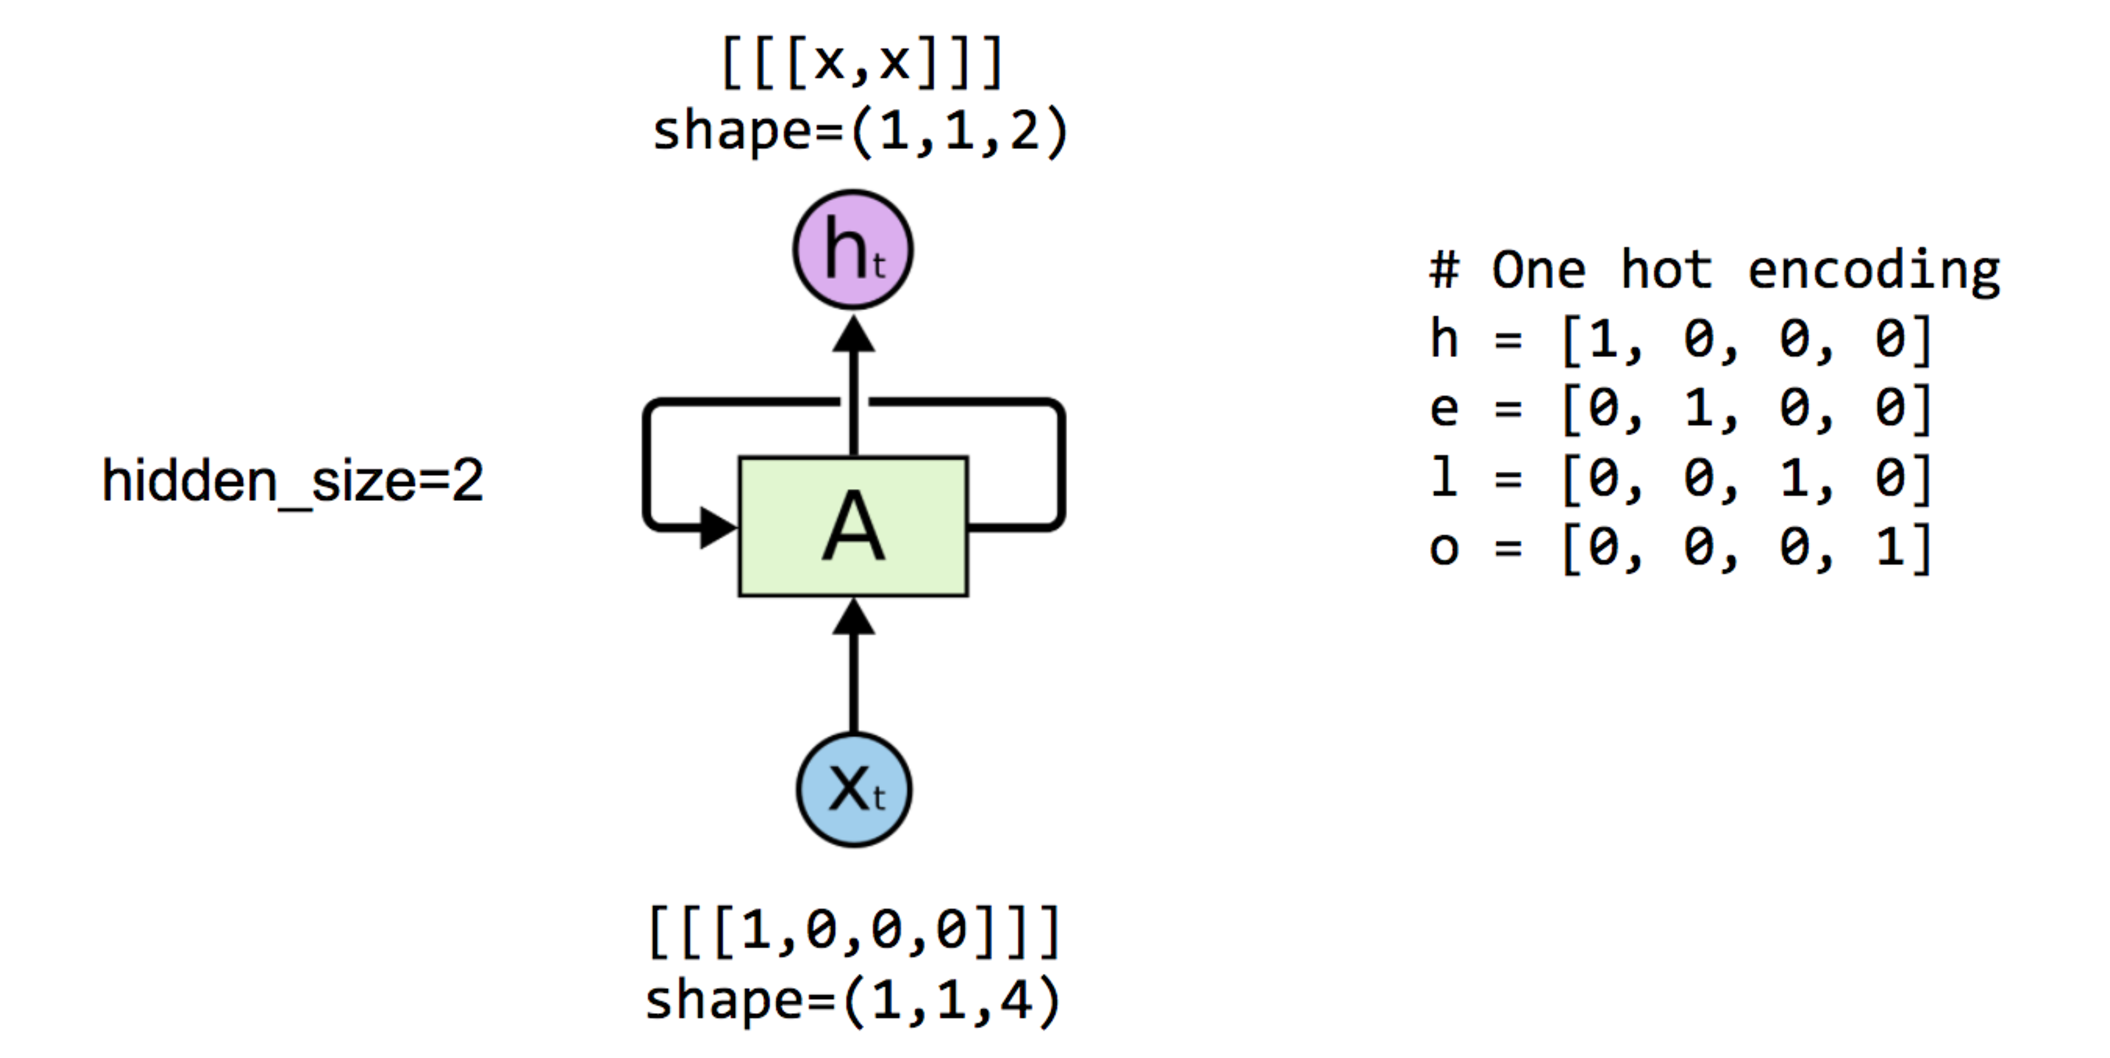 [[[x,x]]]
shape=(1,1,2)
ht
hidden_size=2
A
xt
[[[1,0,0,0]]]
shape=(1,1,4)
# One hot encoding
h = [1, 0, 0, 0]
e = [0, 1, 0, 0]
l = [0, 0, 1, 0]
o = [0, 0, 0, 1]